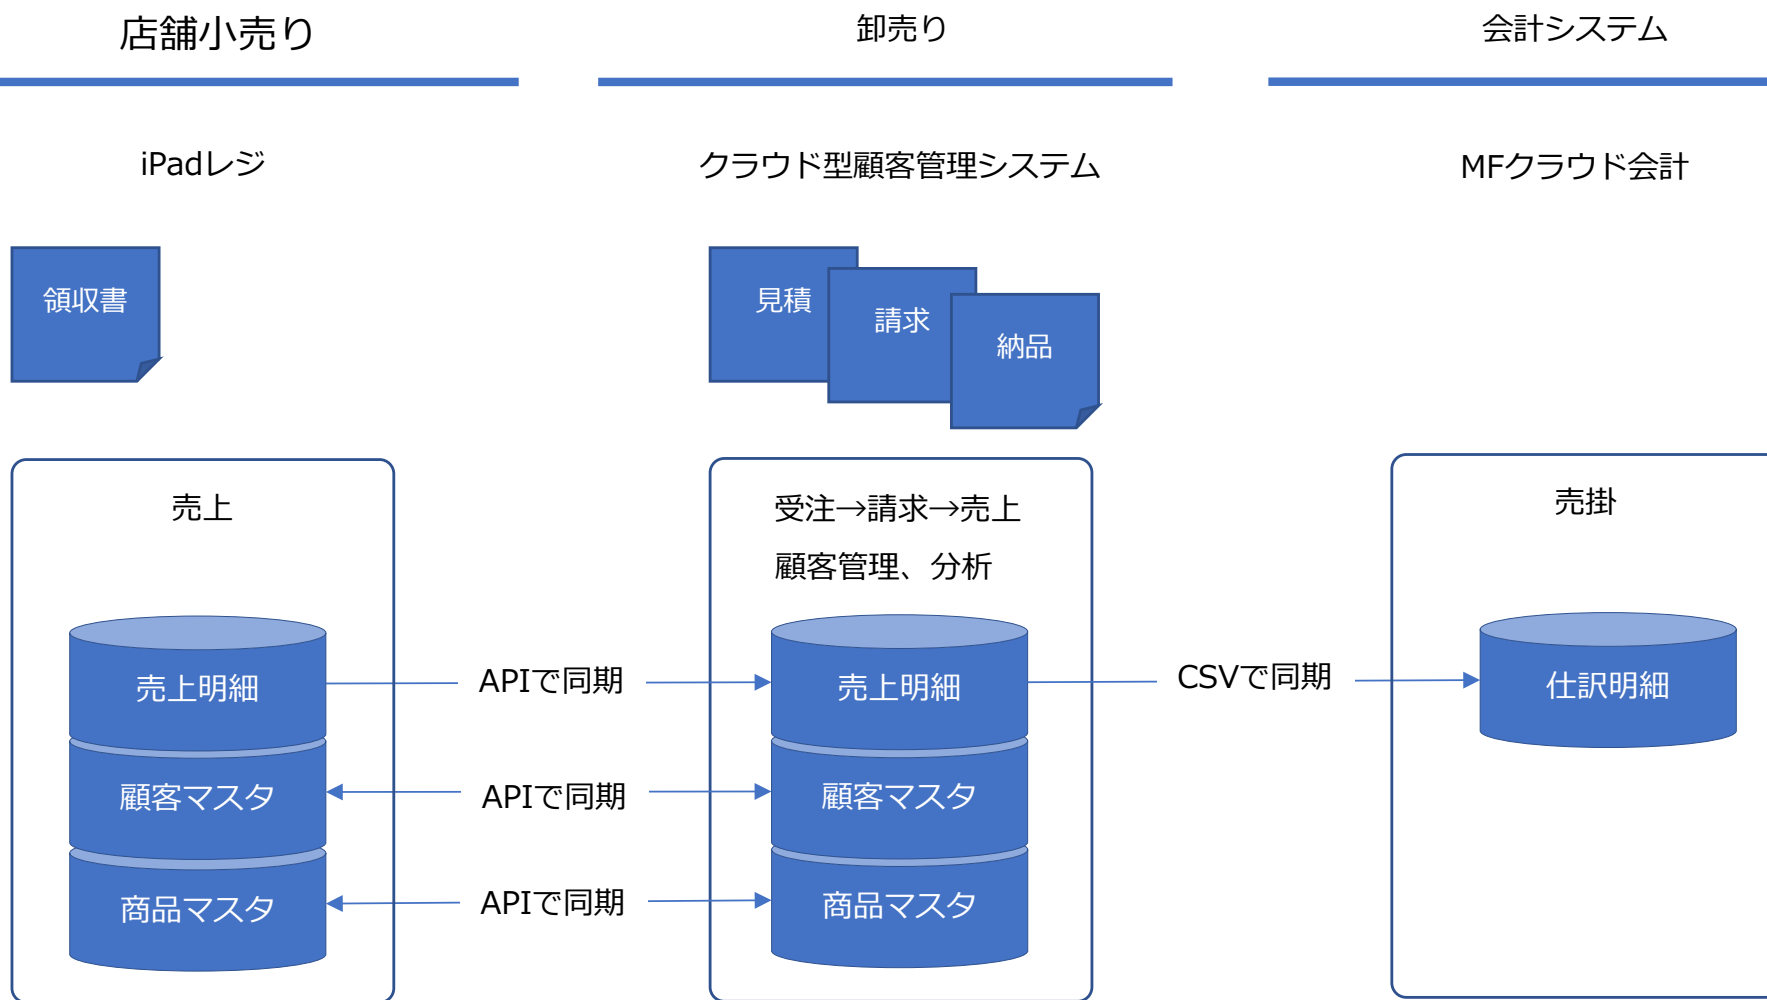 店舗小売り
卸売り
会計システム
iPadレジ
クラウド型顧客管理システム
MFクラウド会計
領収書
見積
請求
納品
売上
受注→請求→売上
顧客管理、分析
売掛
売上明細
APIで同期
売上明細
CSVで同期
仕訳明細
顧客マスタ
APIで同期
顧客マスタ
商品マスタ
APIで同期
商品マスタ